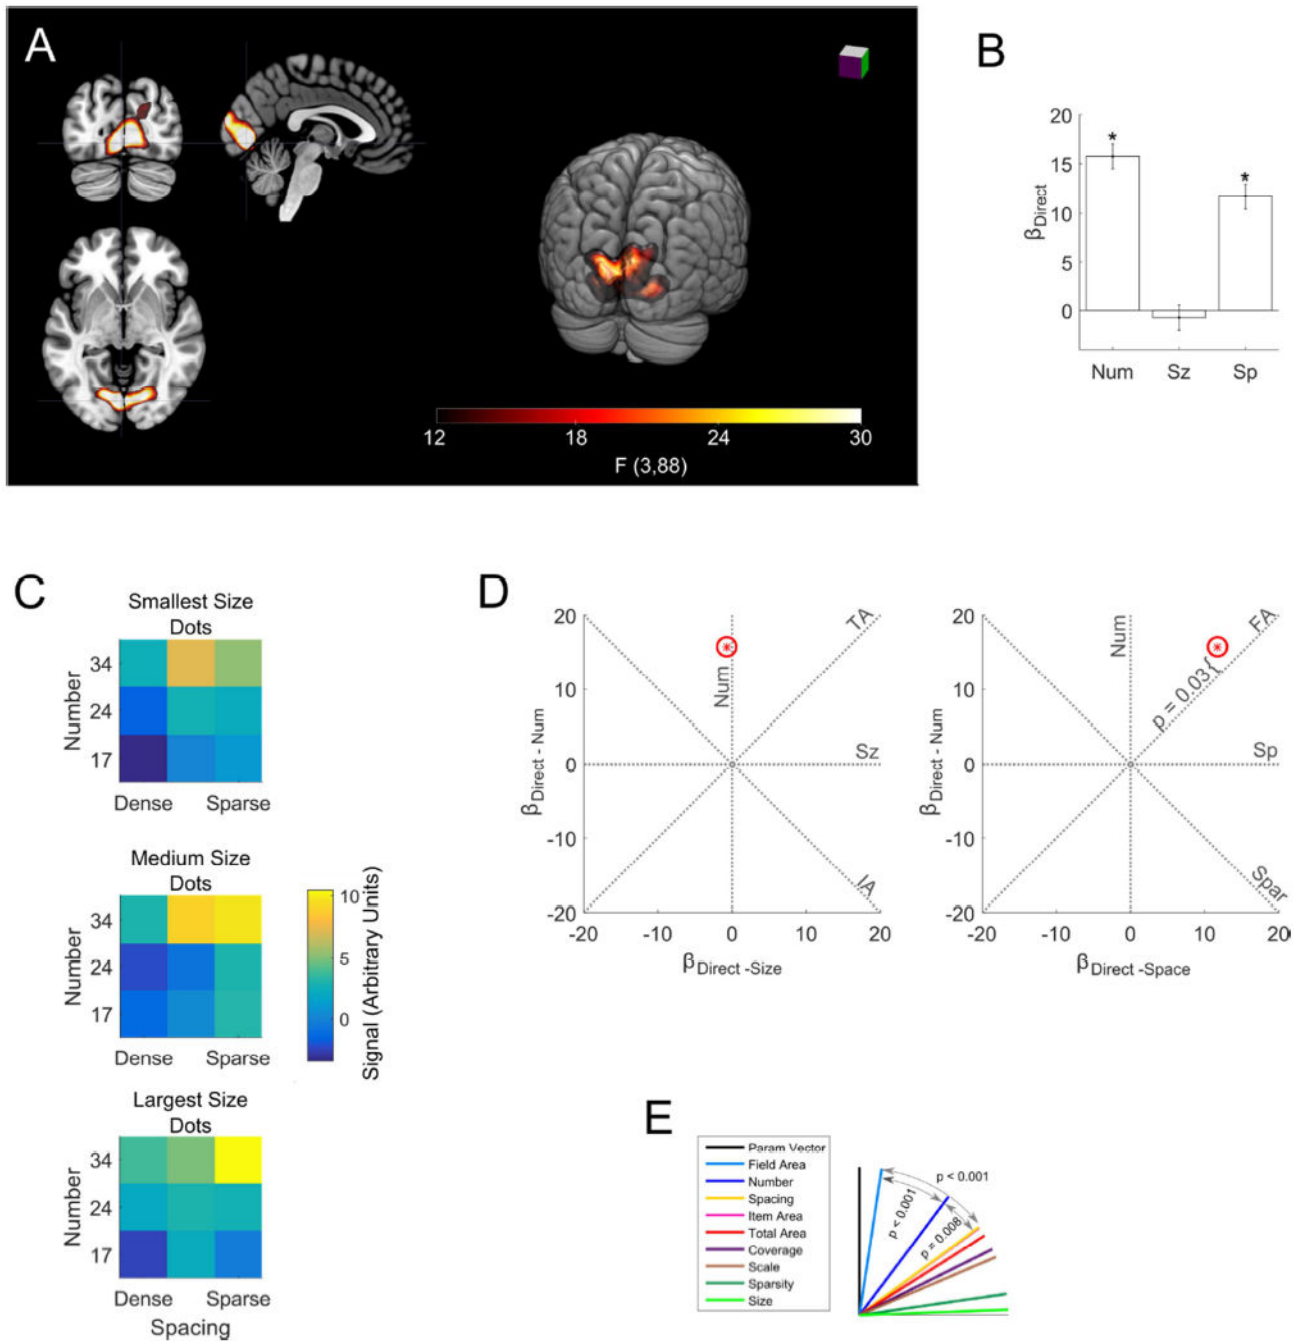 A
12 18 24 30
F (3,88)
B
20
15
10
5
0
βDirect
* *
Num Sz Sp
C
Smallest Size
Dots
Number
34
24
17
Dense Sparse
Medium Size
Dots
Number
34
24
17
Dense Sparse
10
5
0
Signal (Arbitrary Units)
Largest Size
Dots
Number
34
24
17
Dense Sparse
Spacing
D
20
10
0
-10
-20
βDirect - Num
TA
Num
Sz
IA
-20 -10 0 10 20
βDirect -Size
20
10
0
-10
-20
βDirect - Num
Num
FA
p = 0.03{
Sp
Spar
-20 -10 0 10 20
βDirect -Space
E
Param Vector
Field Area
Number
Spacing
Item Area
Total Area
Coverage
Scale
Sparsity
Size
p < 0.001
p < 0.001
p = 0.008